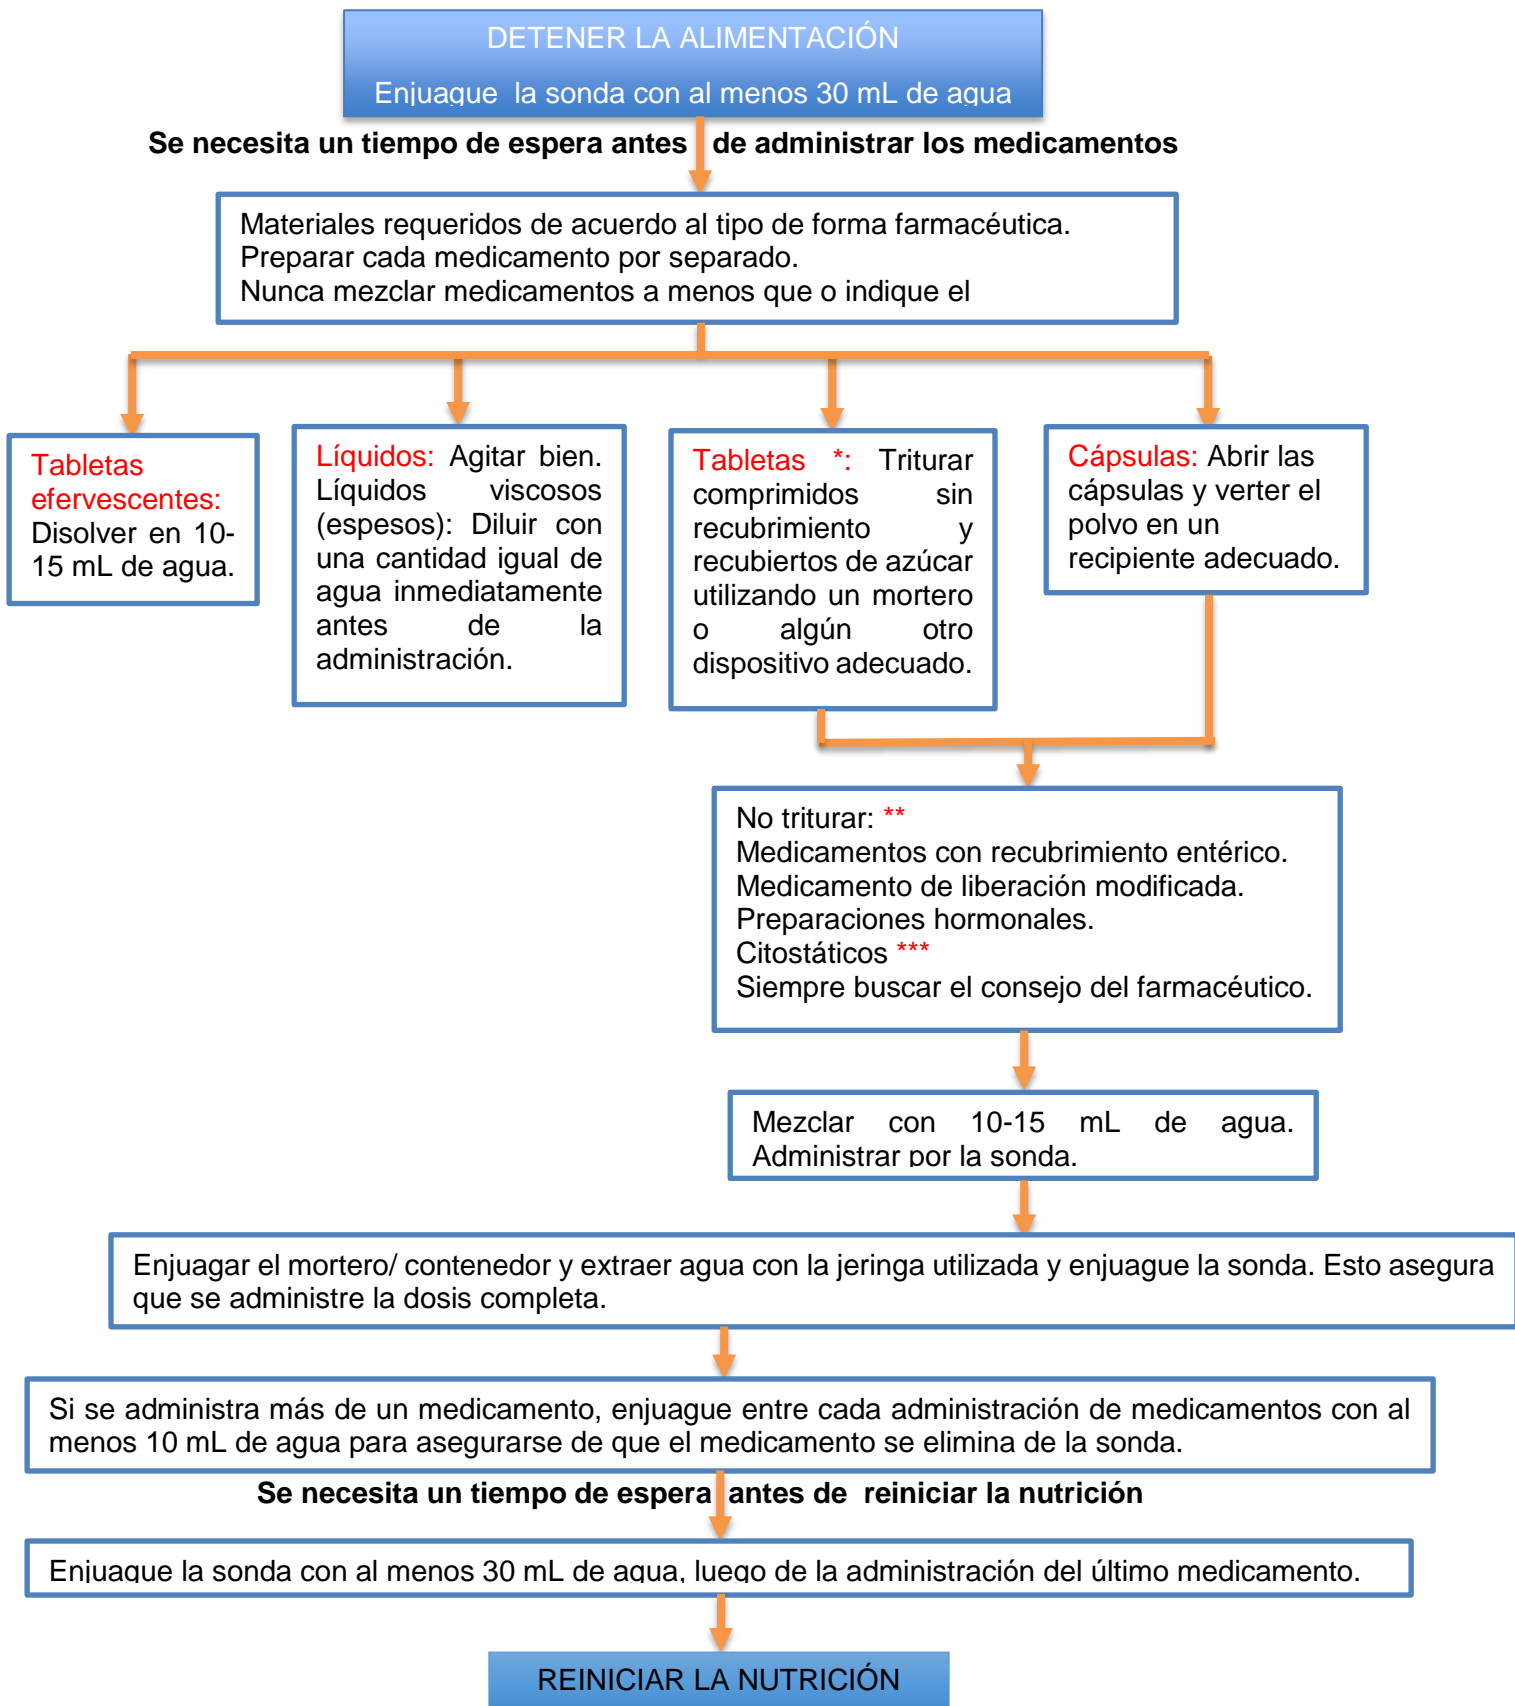 DETENER LA ALIMENTACIÓN
Enjuague la sonda con al menos 30 mL de agua
Se necesita un tiempo de espera antes de administrar los medicamentos
Materiales requeridos de acuerdo al tipo de forma farmacéutica.
Preparar cada medicamento por separado.
Nunca mezclar medicamentos a menos que o indique el
Tabletas
efervescentes:
Disolver en 10-
15 mL de agua.
Líquidos: Agitar bien.
Líquidos viscosos
(espesos): Diluir con
una cantidad igual de
agua inmediatamente
antes de la
administración.
Tabletas *: Triturar
comprimidos sin
recubrimiento y
recubiertos de azúcar
utilizando un mortero
o algún otro
dispositivo adecuado.
Cápsulas: Abrir las
cápsulas y verter el
polvo en un
recipiente adecuado.
No triturar: **
Medicamentos con recubrimiento entérico.
Medicamento de liberación modificada.
Preparaciones hormonales.
Citostáticos ***
Siempre buscar el consejo del farmacéutico.
Mezclar con 10-15 mL de agua.
Administrar por la sonda.
Enjuagar el mortero/ contenedor y extraer agua con la jeringa utilizada y enjuague la sonda. Esto asegura
que se administre la dosis completa.
Si se administra más de un medicamento, enjuague entre cada administración de medicamentos con al
menos 10 mL de agua para asegurarse de que el medicamento se elimina de la sonda.
Se necesita un tiempo de espera antes de reiniciar la nutrición
Enjuague la sonda con al menos 30 mL de agua, luego de la administración del último medicamento.
REINICIAR LA NUTRICIÓN